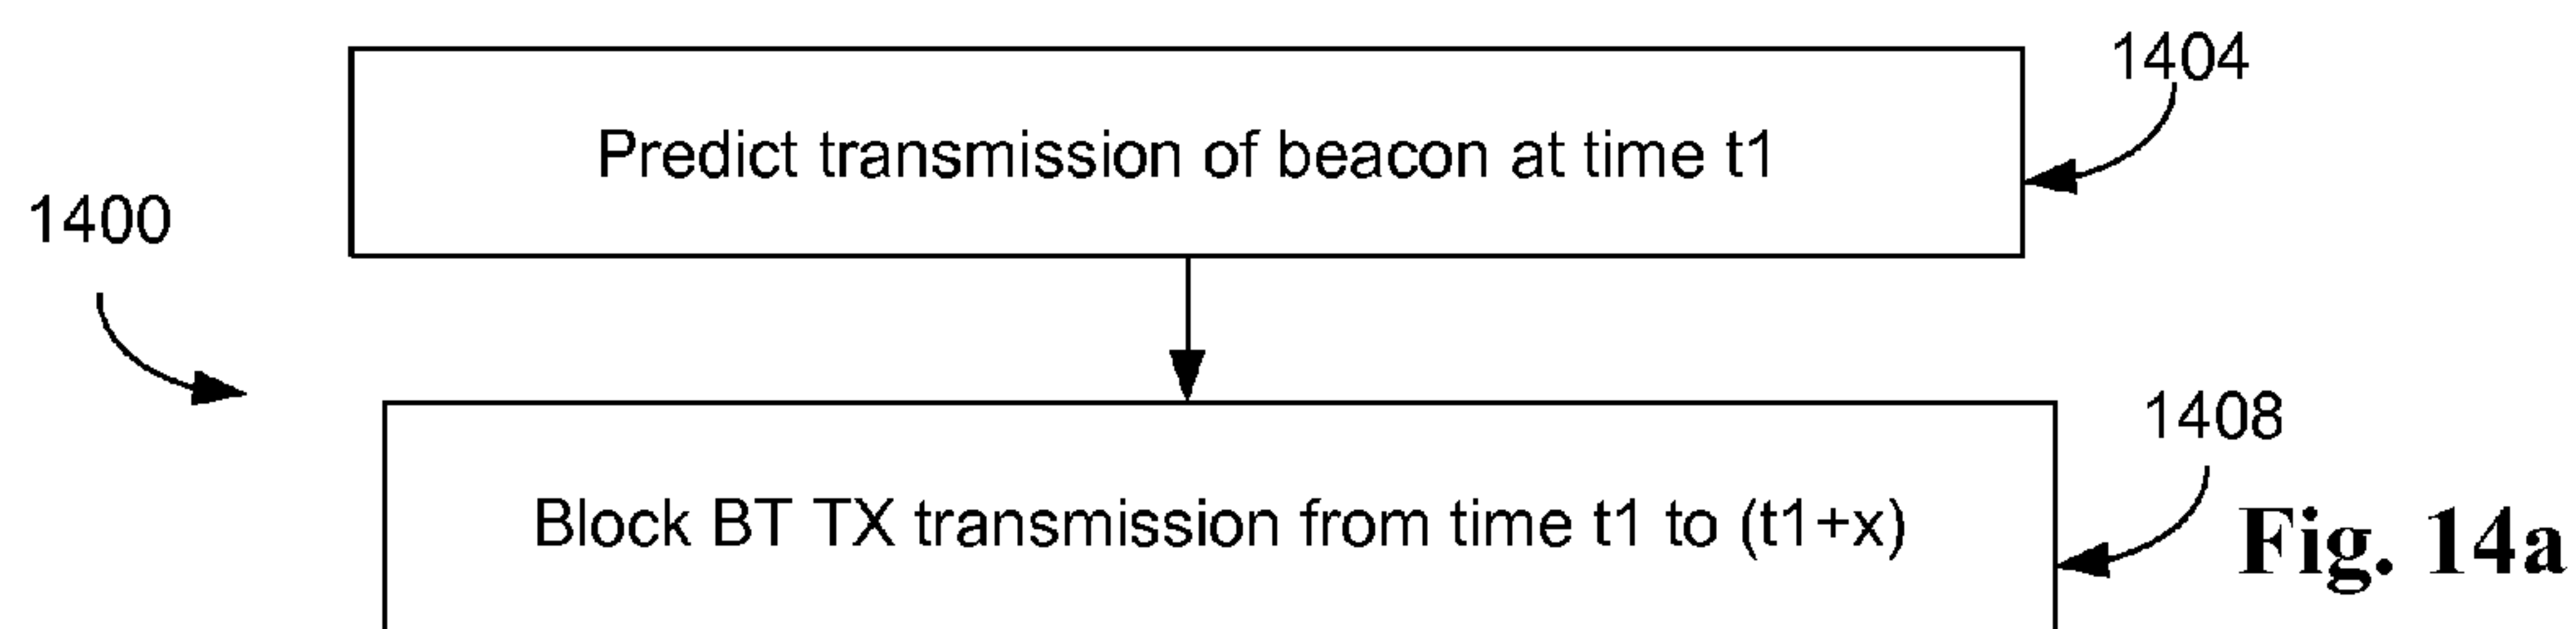 1404
Predict transmission of beacon at time t1
1400
1408
Block BT TX transmission from time t1 to (t1+x)
Fig. 14a